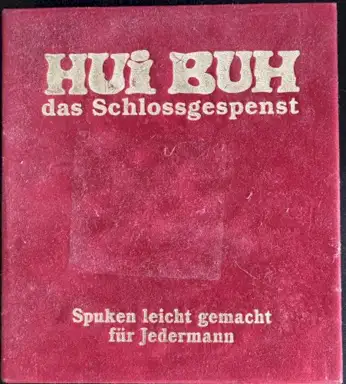 HUi BUH
das Schlossgespenst
Spuken leicht gemacht
für Jedermann